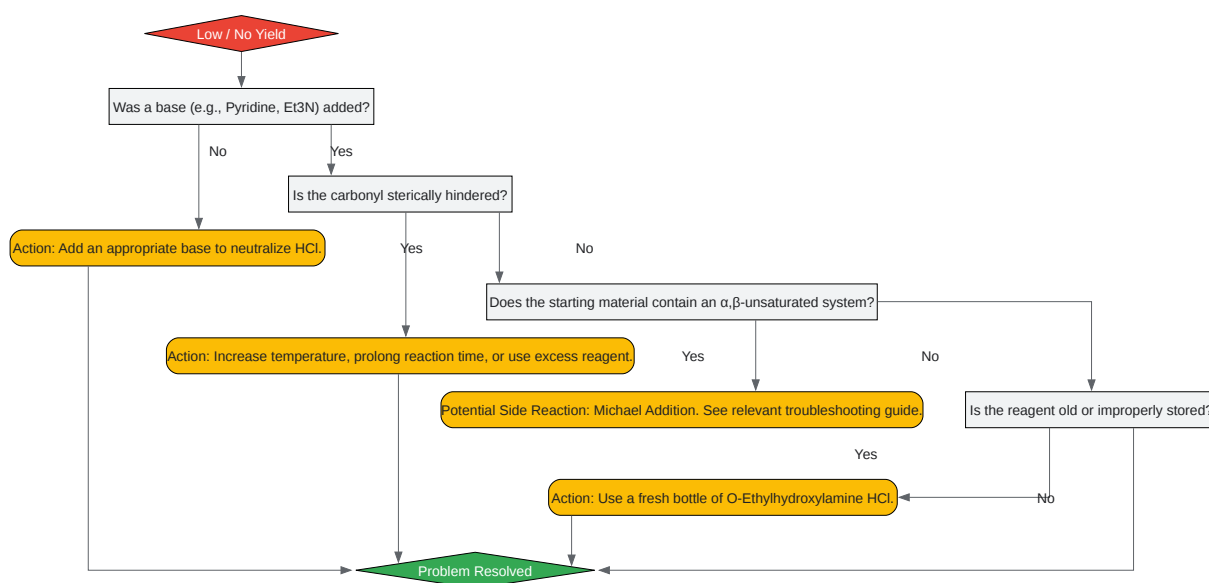 Low / No Yield
Was a base (e.g., Pyridine, Et3N) added?
No
Yes
Is the carbonyl sterically hindered?
Action: Add an appropriate base to neutralize HCl.
Yes
No
Does the starting material contain an α,β-unsaturated system?
Action: Increase temperature, prolong reaction time, or use excess reagent.
Yes
No
Potential Side Reaction: Michael Addition. See relevant troubleshooting guide.
Is the reagent old or improperly stored?
Yes
Action: Use a fresh bottle of O-Ethylhydroxylamine HCl.
No
Problem Resolved